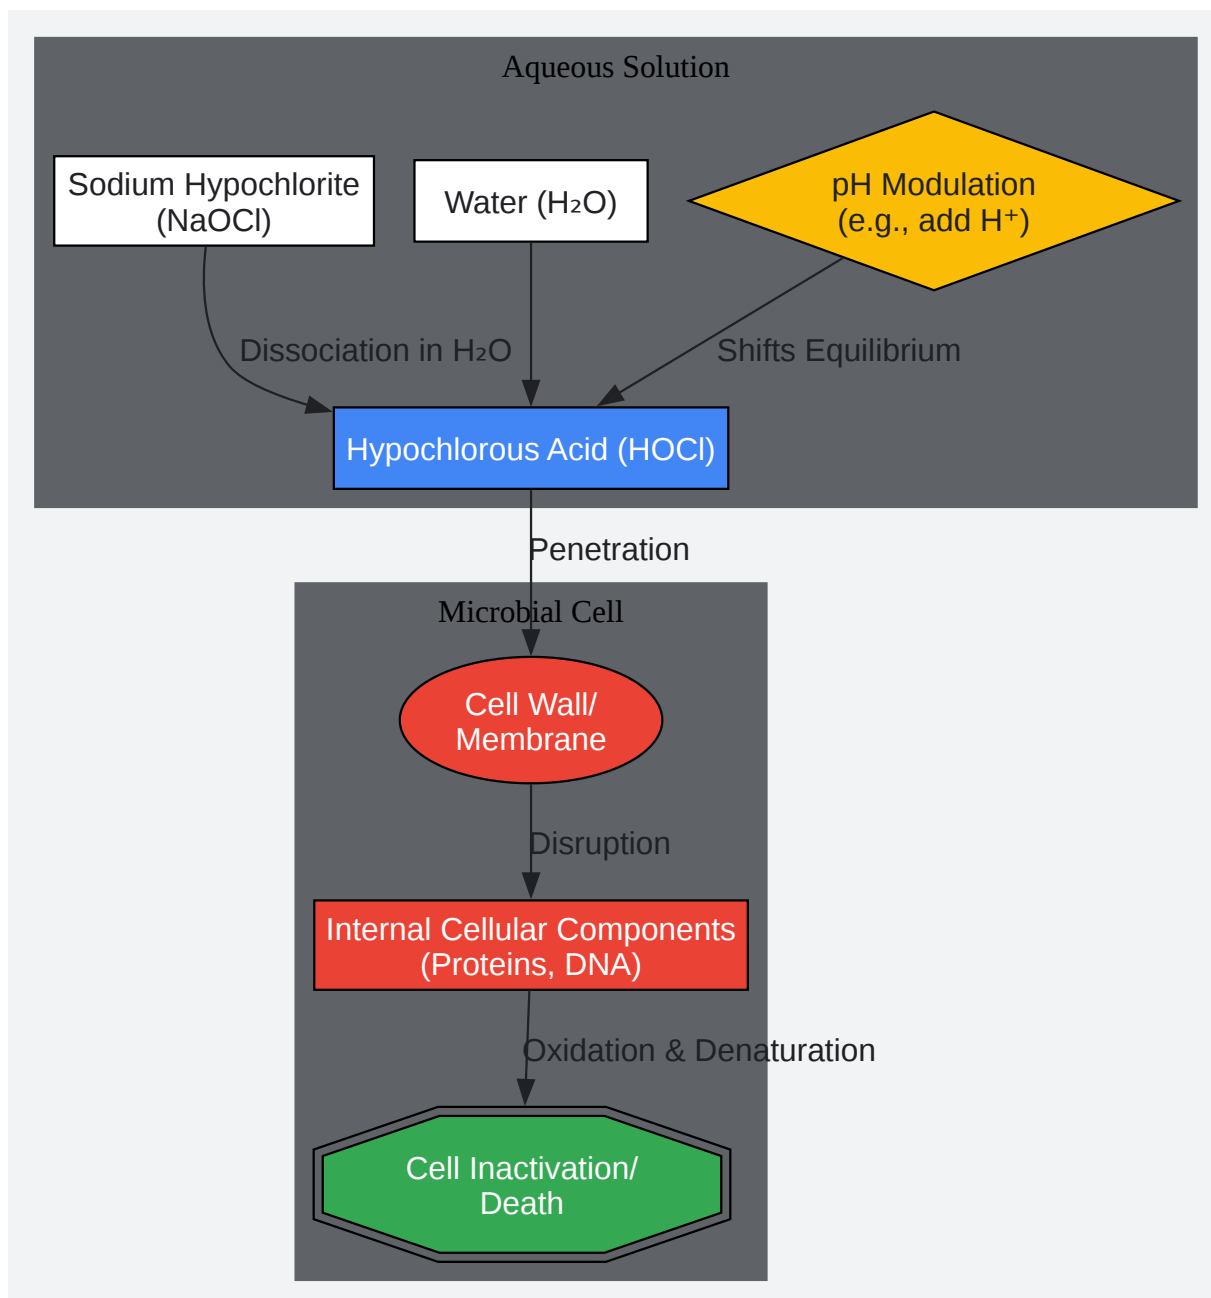 Aqueous Solution
Sodium Hypochlorite
(NaOCl)
Water (H₂O)
pH Modulation
(e.g., add H⁺)
Dissociation in H₂O
Shifts Equilibrium
Hypochlorous Acid (HOCl)
Penetration
Microbial Cell
Cell Wall/
Membrane
Disruption
Internal Cellular Components
(Proteins, DNA)
Oxidation & Denaturation
Cell Inactivation/
Death